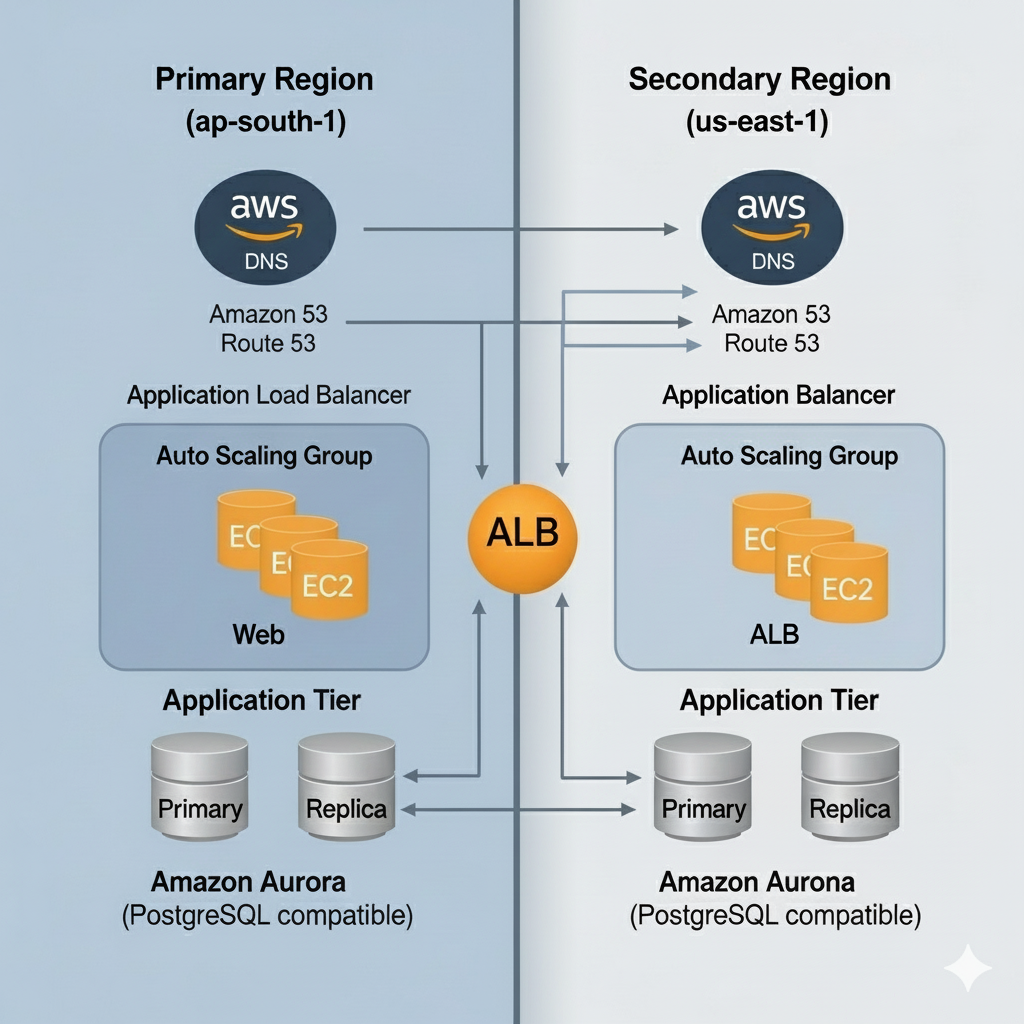 Primary Region
(ap-south-1)
aws
DNS
Amazon 53
Route 53
Application Load Balancer
Auto Scaling Group
EC
EC
EC2
Web
Application Tier
Primary
Replica
Amazon Aurora
(PostgreSQL compatible)
ALB
Secondary Region
(us-east-1)
aws
DNS
Amazon 53
Route 53
Application Balancer
Auto Scaling Group
EC
EC
EC2
ALB
Application Tier
Primary
Replica
Amazon Aurona
(PostgreSQL compatible)